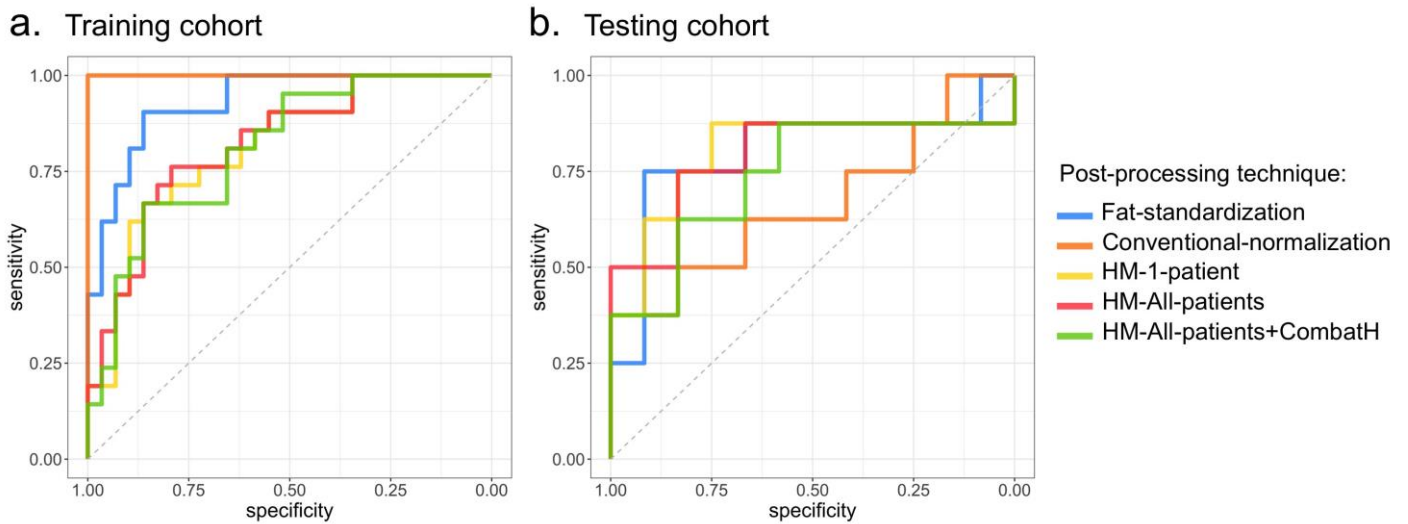 a. Training cohort
1.00
0.75
0.50
0.25
0.00
sensitivity
1.00 0.75 0.50 0.25 0.00
specificity
b. Testing cohort
1.00
0.75
0.50
0.25
0.00
sensitivity
1.00 0.75 0.50 0.25 0.00
specificity
Post-processing technique:
Fat-standardization
Conventional-normalization
HM-1-patient
HM-All-patients
HM-All-patients+CombatH